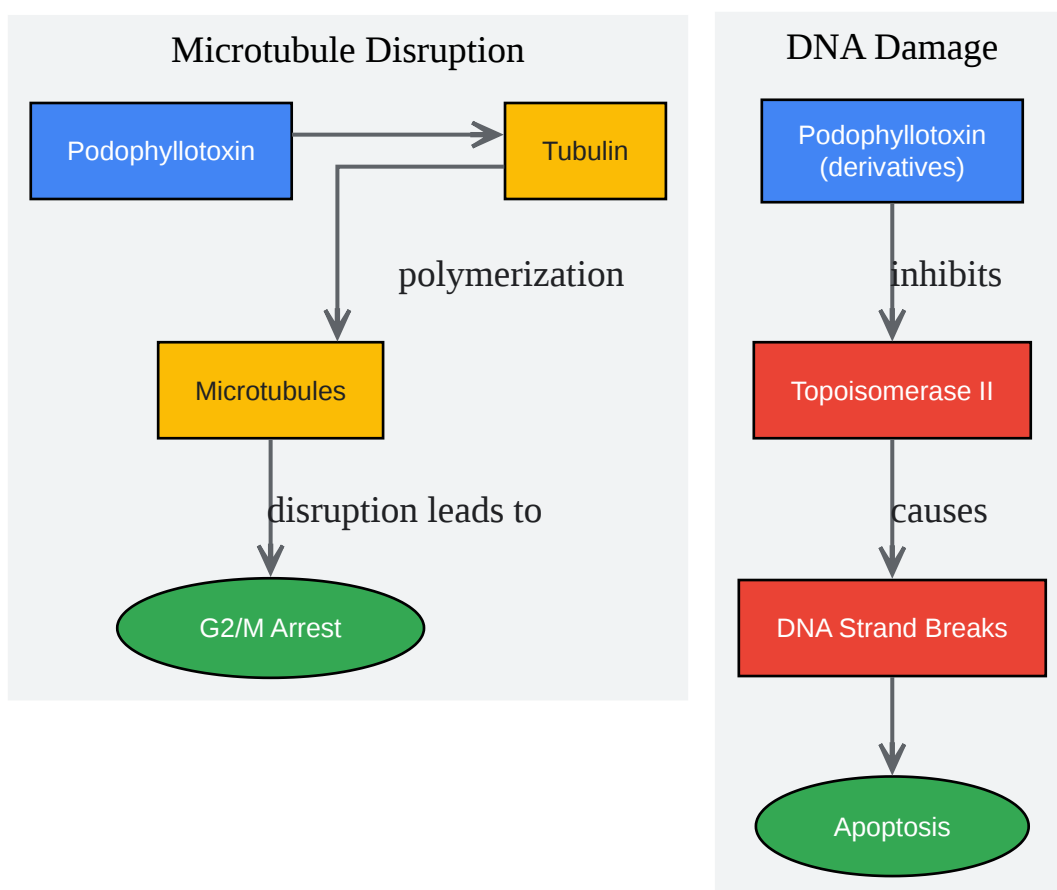 Microtubule Disruption
Podophyllotoxin
Tubulin
polymerization
Microtubules
disruption leads to
G2/M Arrest
DNA Damage
Podophyllotoxin
(derivatives)
inhibits
Topoisomerase II
causes
DNA Strand Breaks
Apoptosis